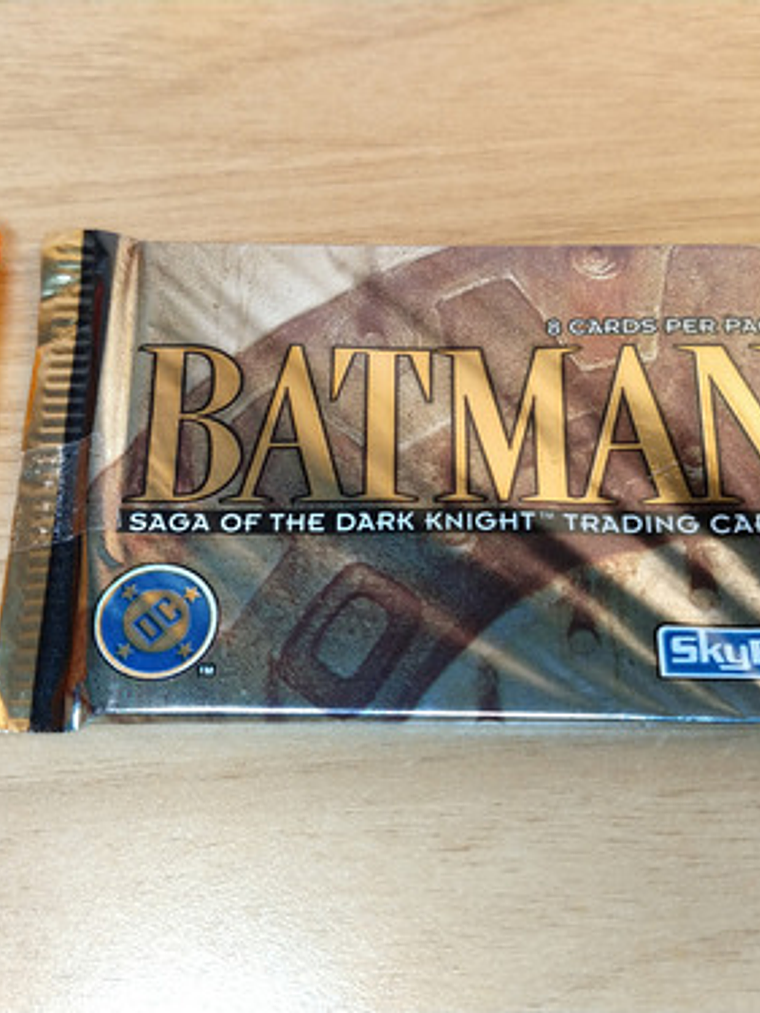 8 CARDS PER PA
BATMAN
SAGA OF THE DARK KNIGHT™ TRADING CA
DC
™
Sky